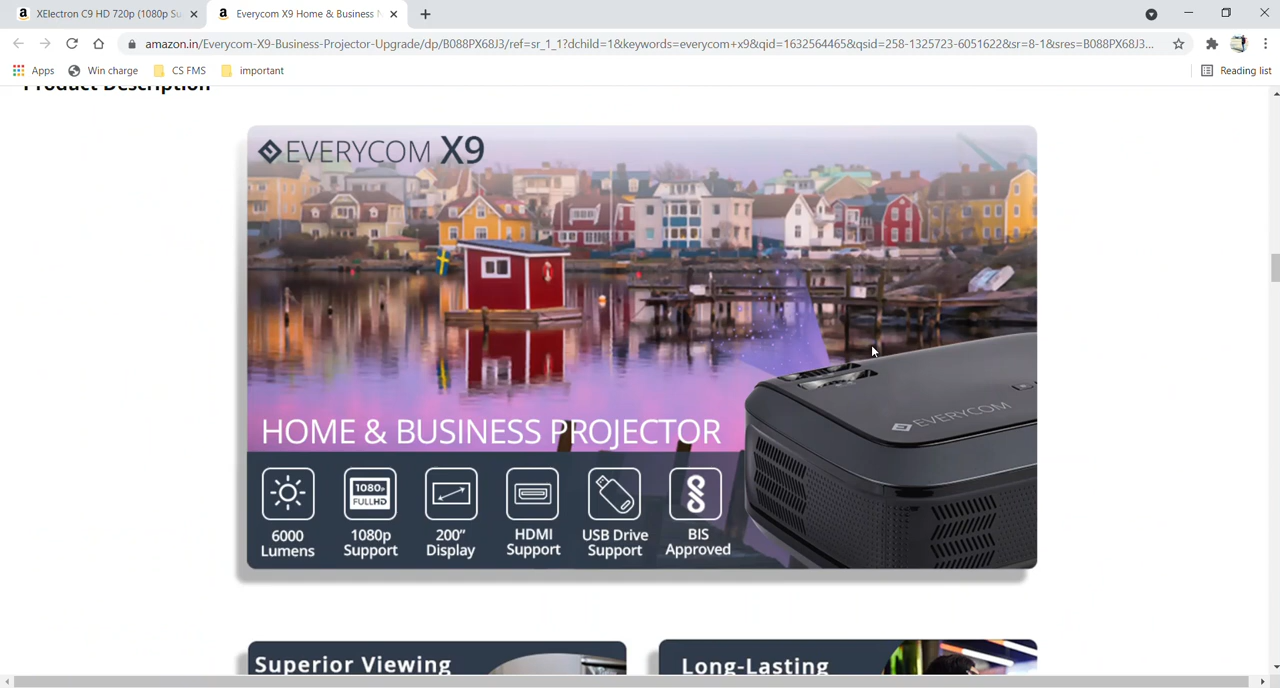 XElectron C9 HD 720p (1080p Su
Everycom X9 Home & Business
amazon.in/Everycom-X9-Business-Projector-Upgrade/dp/B088PX68J3/ref=sr_1_1?dchild=1&keywords=everycom+x9&qid=1632564465&qsid=258-1325723-6051622&sr=8-1&sres=B088PX68J3...
Apps
Win charge
CS FMS
important
Reading list
Product Description
EVERYCOM X9
HOME & BUSINESS PROJECTOR
1080p
FULLHD
6000
Lumens
1080p
Support
200”
Display
HDMI
Support
USB Drive
Support
BIS
Approved
EVERYCOM
Superior Viewing
Long-Lasting